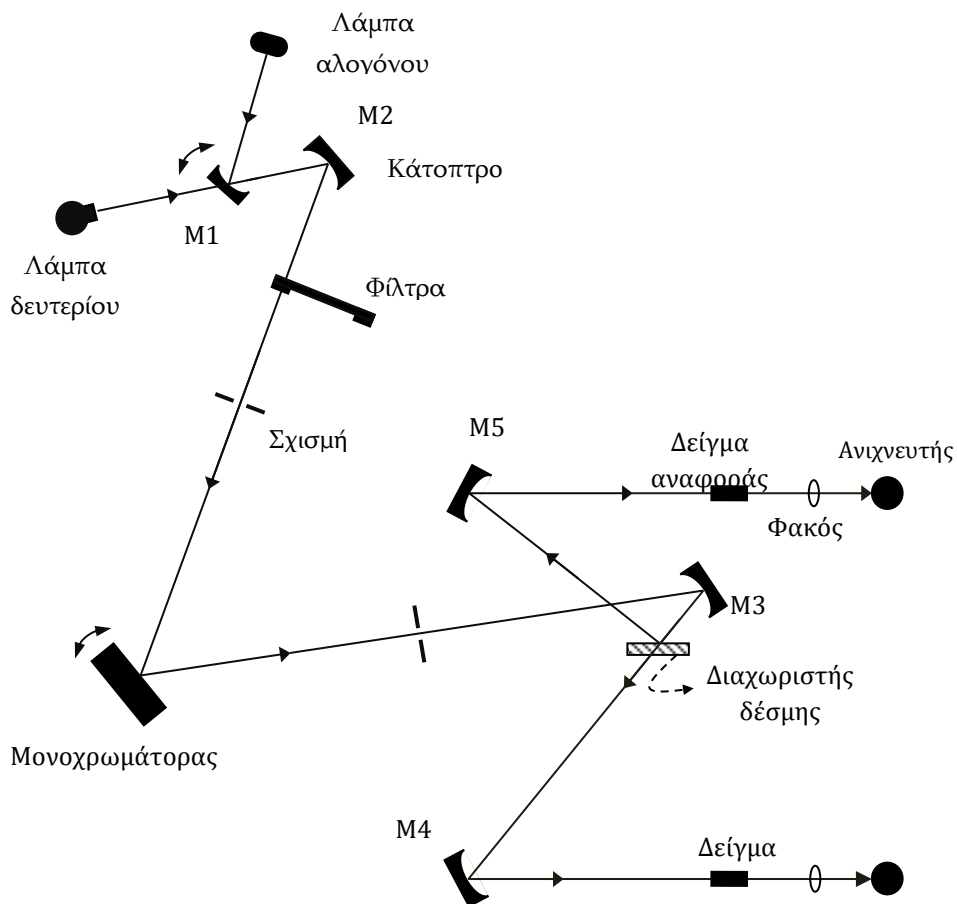 Λάμπα
αλογόνου
M2
Κάτοπτρο
M1
Λάμπα
δευτερίου
Φίλτρα
Σχισμή
M5
Δείγμα
αναφοράς
Ανιχνευτής
Φακός
M3
Διαχωριστής
δέσμης
Μονοχρωμάτορας
M4
Δείγμα